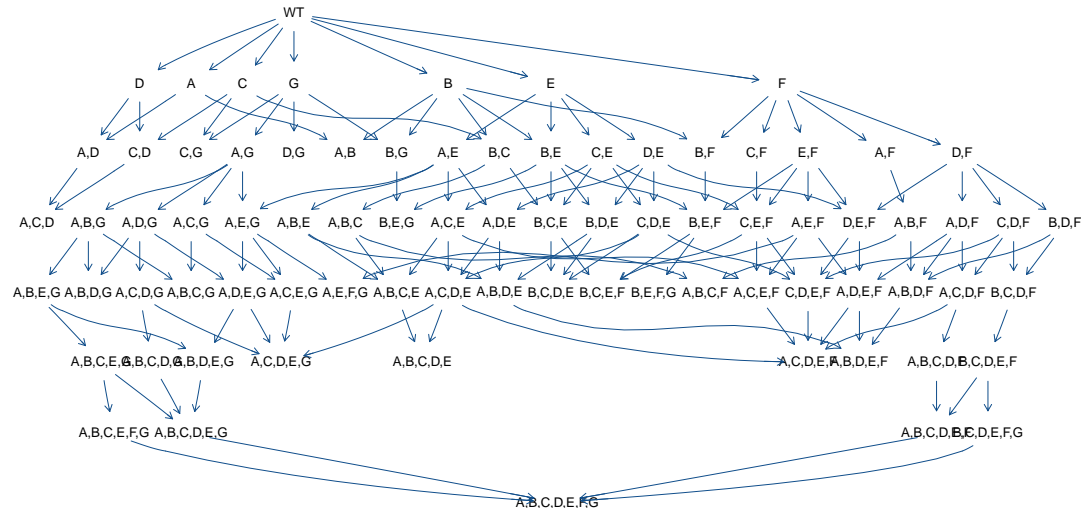 WT
D A C G B E F
A,D C,D C,G A,G D,G A,B B,G A,E B,C B,E C,E D,E B,F C,F E,F A,F D,F
A,C,D A,B,G A,D,G A,C,G A,E,G A,B,E A,B,C B,E,G A,C,E A,D,E B,C,E B,D,E C,D,E B,E,F C,E,F A,E,F D,E,F A,B,F A,D,F C,D,F B,D,F
A,B,E,G A,B,D,G A,C,D,G A,B,C,G A,D,E,G A,C,E,G A,E,F,G A,B,C,E A,C,D,E A,B,D,E B,C,D,E B,C,E,F B,E,F,G A,B,C,F A,C,E,F C,D,E,F A,D,E,F A,B,D,F A,C,D,F B,C,D,F
A,B,C,E,G A,B,C,D,G A,B,D,E,G A,C,D,E,G A,B,C,D,E A,C,D,E,F A,B,D,E,F A,B,C,D,F B,C,D,E,F
A,B,C,E,F,G A,B,C,D,E,G A,B,C,D,E,F B,C,D,E,F,G
A,B,C,D,E,F,G